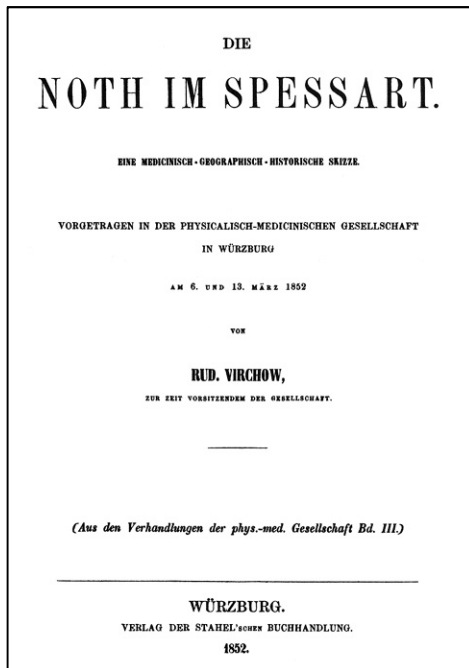 DIE
NOTH IM SPESSART.
EINE MEDICINISCH-GEOGRAPHISCH-HISTORISCHE SKIZZE.
VORGETRAGEN IN DER PHYSICALISCH-MEDICINISCHEN GESELLSCHAFT
IN WÜRZBURG
AM 6. UND 13. MÄRZ 1852
VON
RUD. VIRCHOW,
ZUR ZEIT VORSITZENDEM DER GESELLSCHAFT.
(Aus den Verhandlungen der phys.-med. Gesellschaft Bd. III.)
WÜRZBURG.
VERLAG DER STAHEL'SCHEN BUCHHANDLUNG.
1852.